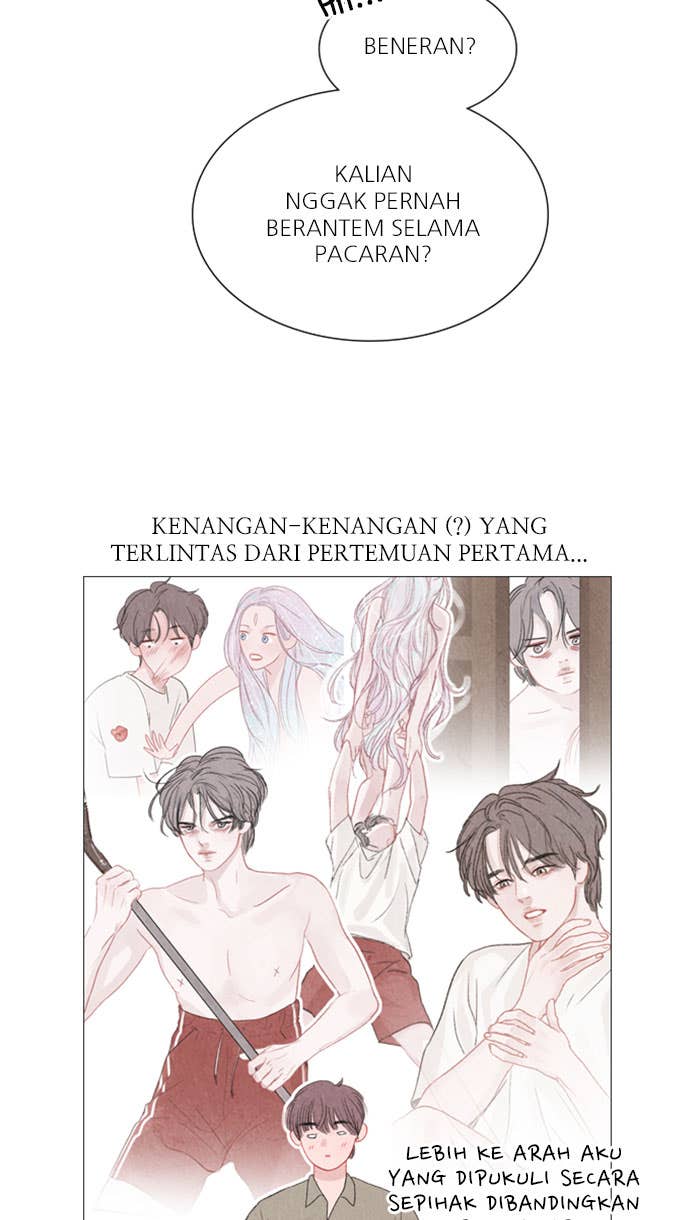 BENERAN?
KALIAN
NGGAK PERNAH
BERANTEM SELAMA
PACARAN?
KENANGAN-KENANGAN (?) YANG
TERLINTAS DARI PERTEMUAN PERTAMA...
LEBIH KE ARAH AKU
YANG DIPUKULI SECARA
SEPIHAK DIBANDINGKAN